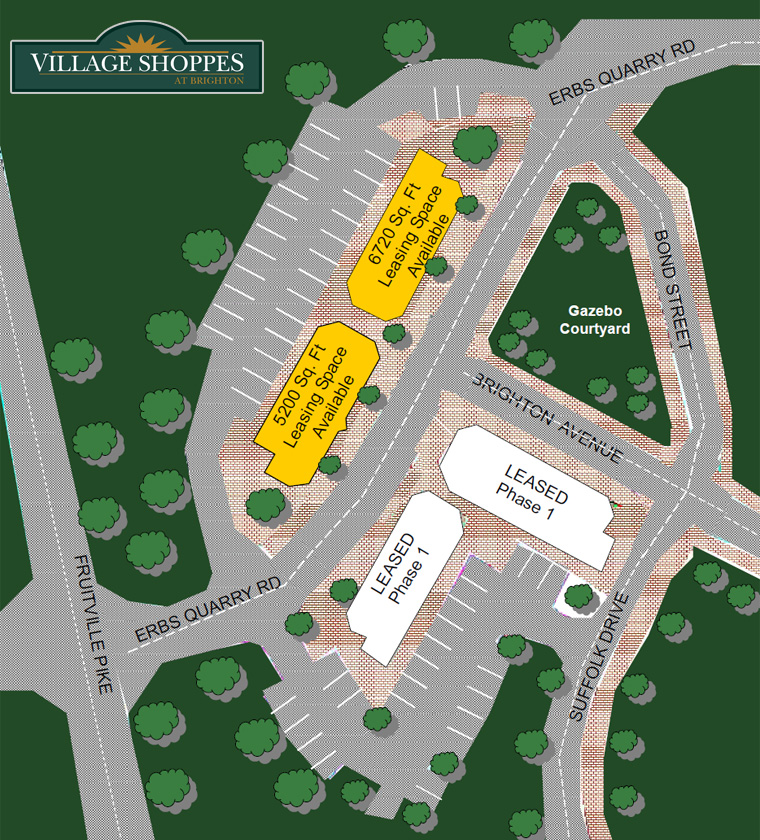 VILLAGE SHOPPES
AT BRIGHTON
ERBS QUARRY RD
6720 Sq. Ft
Leasing Space
Available
BOND STREET
Gazebo
Courtyard
5200 Sq. Ft
Leasing Space
Available
BRIGHTON AVENUE
LEASED
Phase 1
LEASED
Phase 1
FRUITVILLE PIKE
ERBS QUARRY RD
SUFFOLK DRIVE